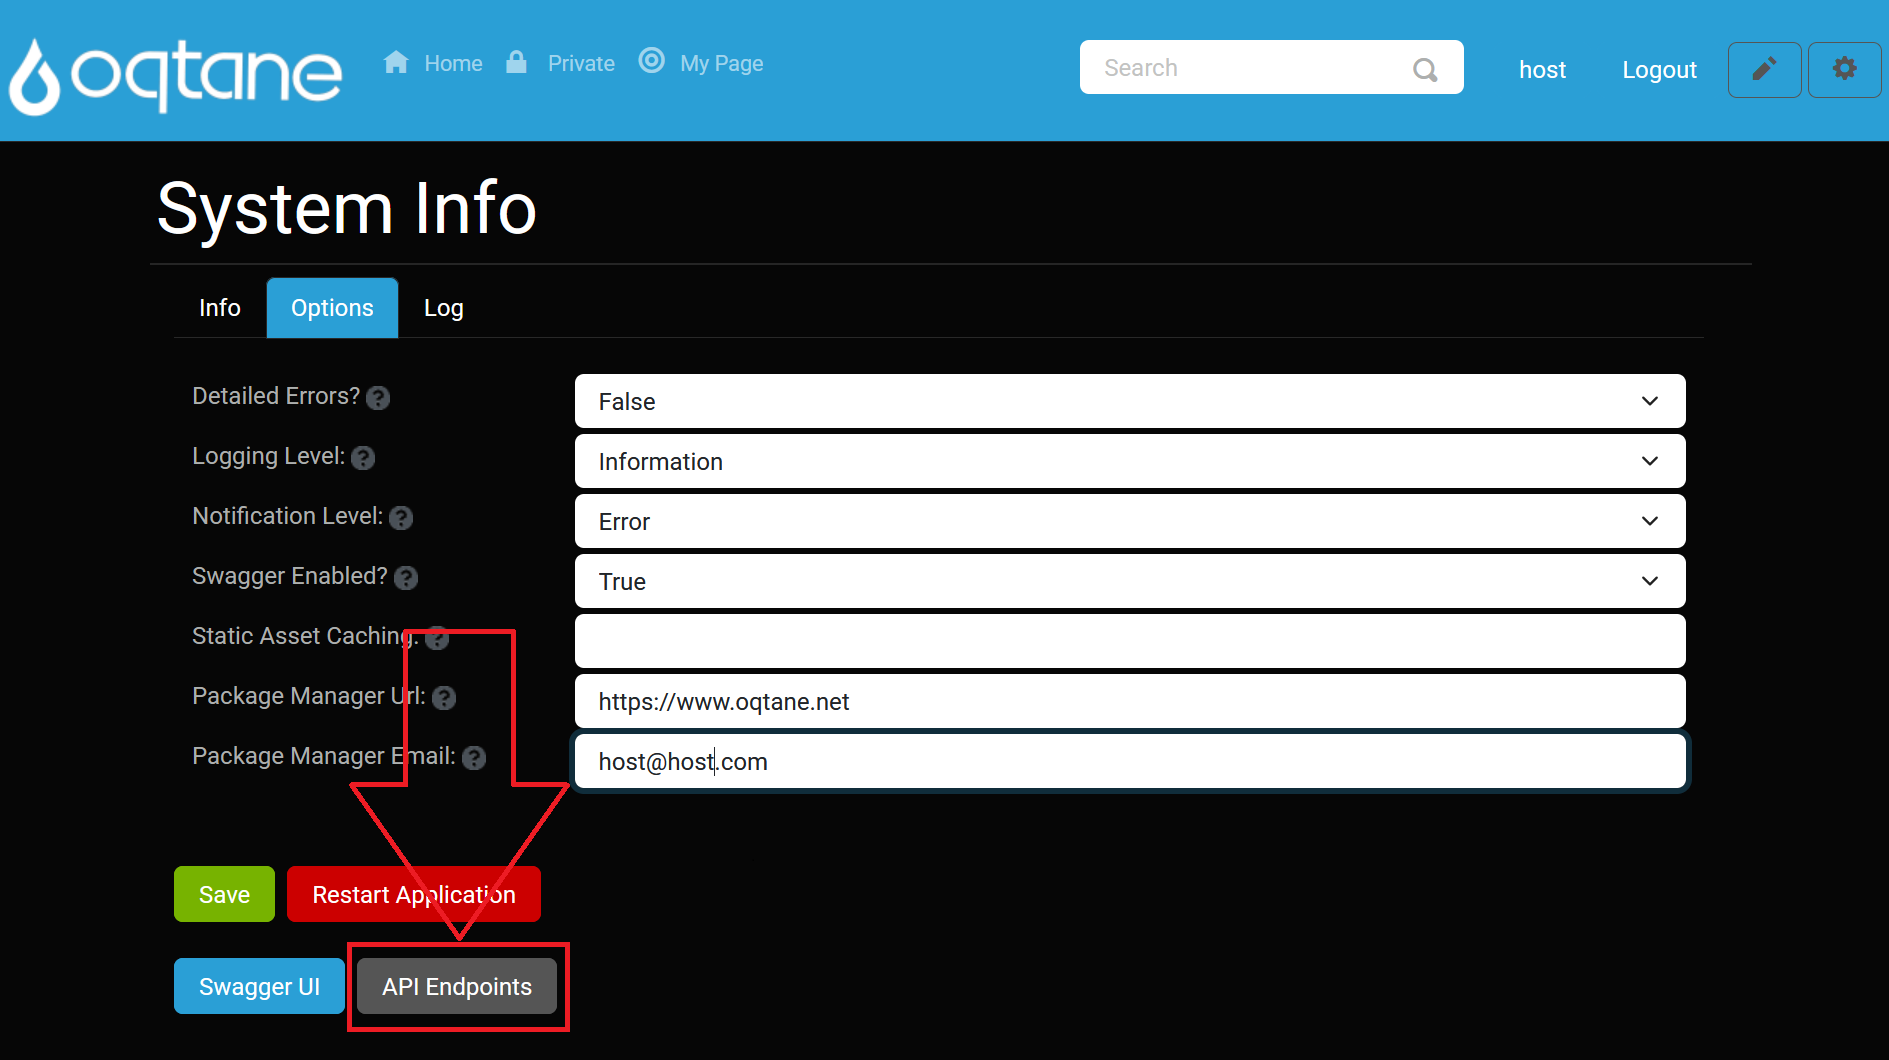 oqtane Home Private My Page Search host Logout
System Info
Info Options Log
Detailed Errors? ? False
Logging Level: ? Information
Notification Level: ? Error
Swagger Enabled? ? True
Static Asset Caching: ?
Package Manager Url: ? https://www.oqtane.net
Package Manager Email: ? host@host.com
Save Restart Application
Swagger UI API Endpoints